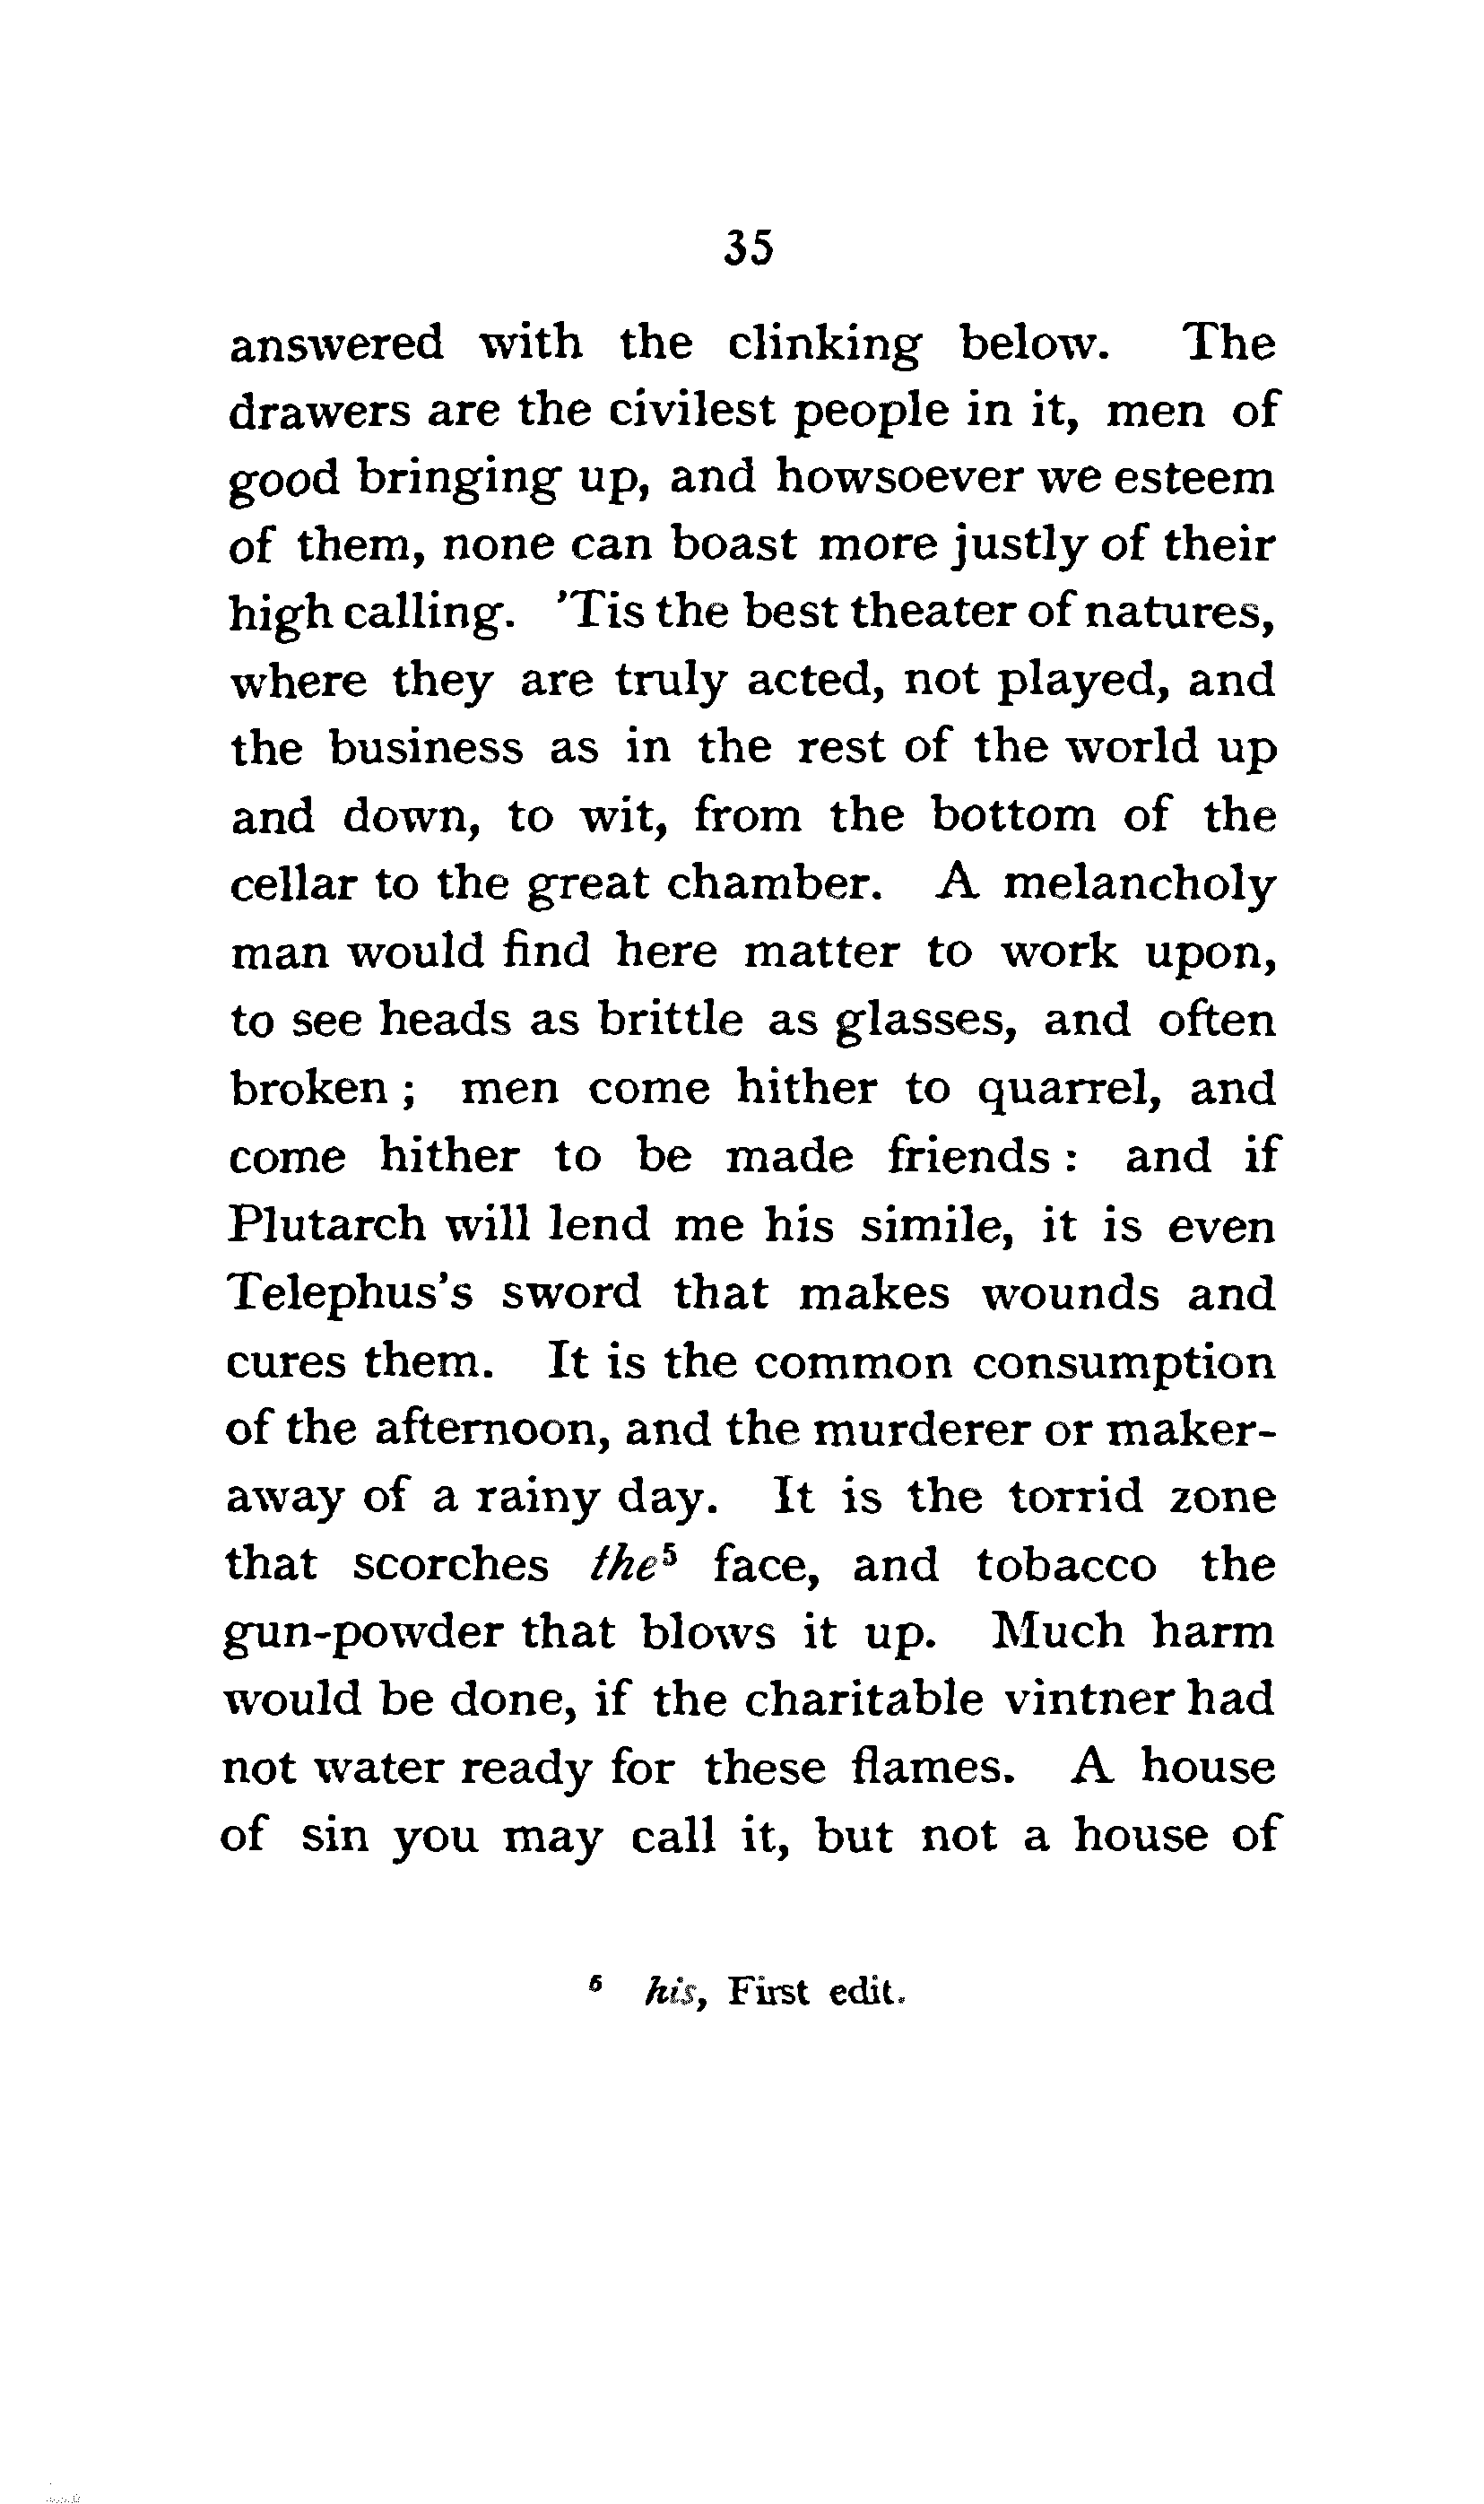 35
answered with the clinking below. The
drawers are the civilest people in it, men of
good bringing up, and howsoever we esteem
of them, none can boast more justly of their
high calling. 'Tis the best theater of natures,
where they are truly acted, not played, and
the business as in the rest of the world up
and down, to wit, from the bottom of the
cellar to the great chamber. A melancholy
man would find here matter to work upon,
to see heads as brittle as glasses, and often
broken ; men come hither to quarrel, and
come hither to be made friends : and if
Plutarch will lend me his simile, it is even
Telephus's sword that makes wounds and
cures them. It is the common consumption
of the afternoon, and the murderer or maker-
away of a rainy day. It is the torrid zone
that scorches the⁵ face, and tobacco the
gun-powder that blows it up. Much harm
would be done, if the charitable vintner had
not water ready for these flames. A house
of sin you may call it, but not a house of
⁵ his, First edit.